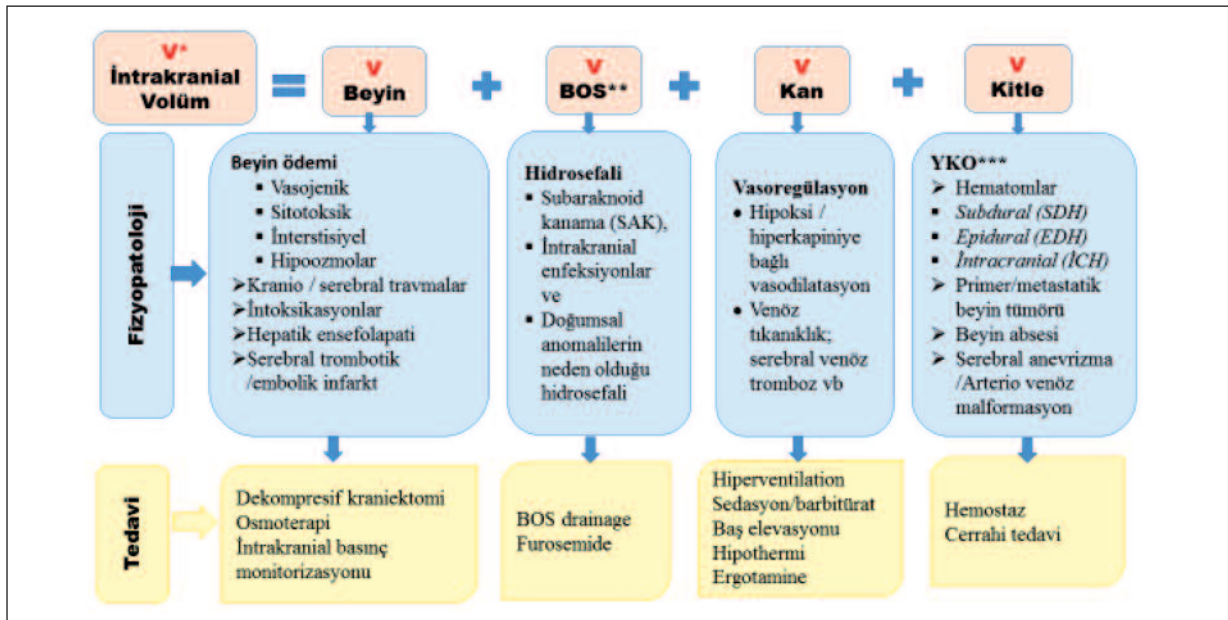 V*
İntrakranial
Volüm
=
V
Beyin
+
V
BOS**
+
V
Kan
+
V
Kitle
Fizyopatoloji
Beyin ödemi
▪ Vasojenik
▪ Sitotoksik
▪ İnterstisiyel
▪ Hipoozmolar
➢Kranio / serebral travmalar
➢İntoksikasyonlar
➢Hepatik ensefolapati
➢Serebral trombotik
/embolik infarkt
Hidrosefali
▪ Subaraknoid
kanama (SAK),
▪ İntrakranial
enfeksiyonlar
ve
▪ Doğumsal
anomalilerin
neden olduğu
hidrosefali
Vasoregülasyon
• Hipoksi /
hiperkapiniye
bağlı
vasodilatasyon
• Venöz
tıkanıklık;
serebral venöz
tromboz vb
YKO***
➢ Hematomlar
▪ Subdural (SDH)
▪ Epidural (EDH)
▪ İntracranial (İCH)
➢ Primer/metastatik
beyin tümörü
➢ Beyin absesi
➢ Serebral anevrizma
/Arterio venöz
malformasyon
Tedavi
Dekompresif kraniektomi
Osmoterapi
İntrakranial basınç
monitorizasyonu
BOS drainage
Furosemide
Hiperventilation
Sedasyon/barbitürat
Baş elevasyonu
Hipothermi
Ergotamine
Hemostaz
Cerrahi tedavi